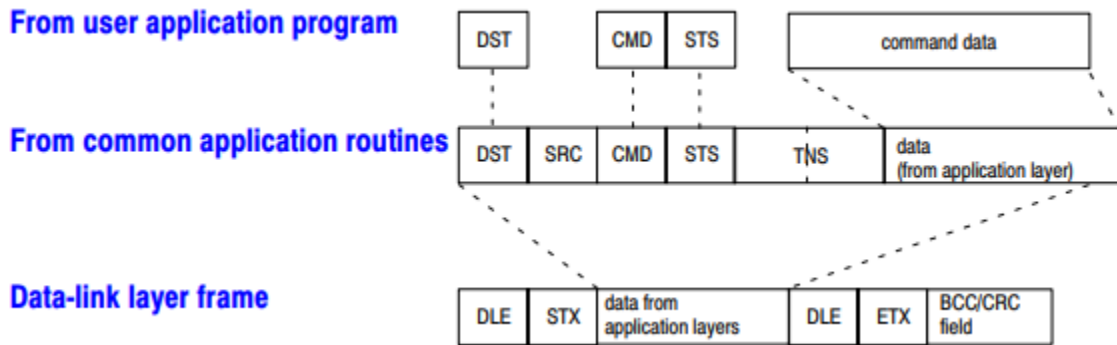 From user application program
DST
CMD
STS
command data
From common application routines
DST
SRC
CMD
STS
TNS
data
(from application layer)
Data-link layer frame
DLE
STX
data from
application layers
DLE
ETX
BCC/CRC
field